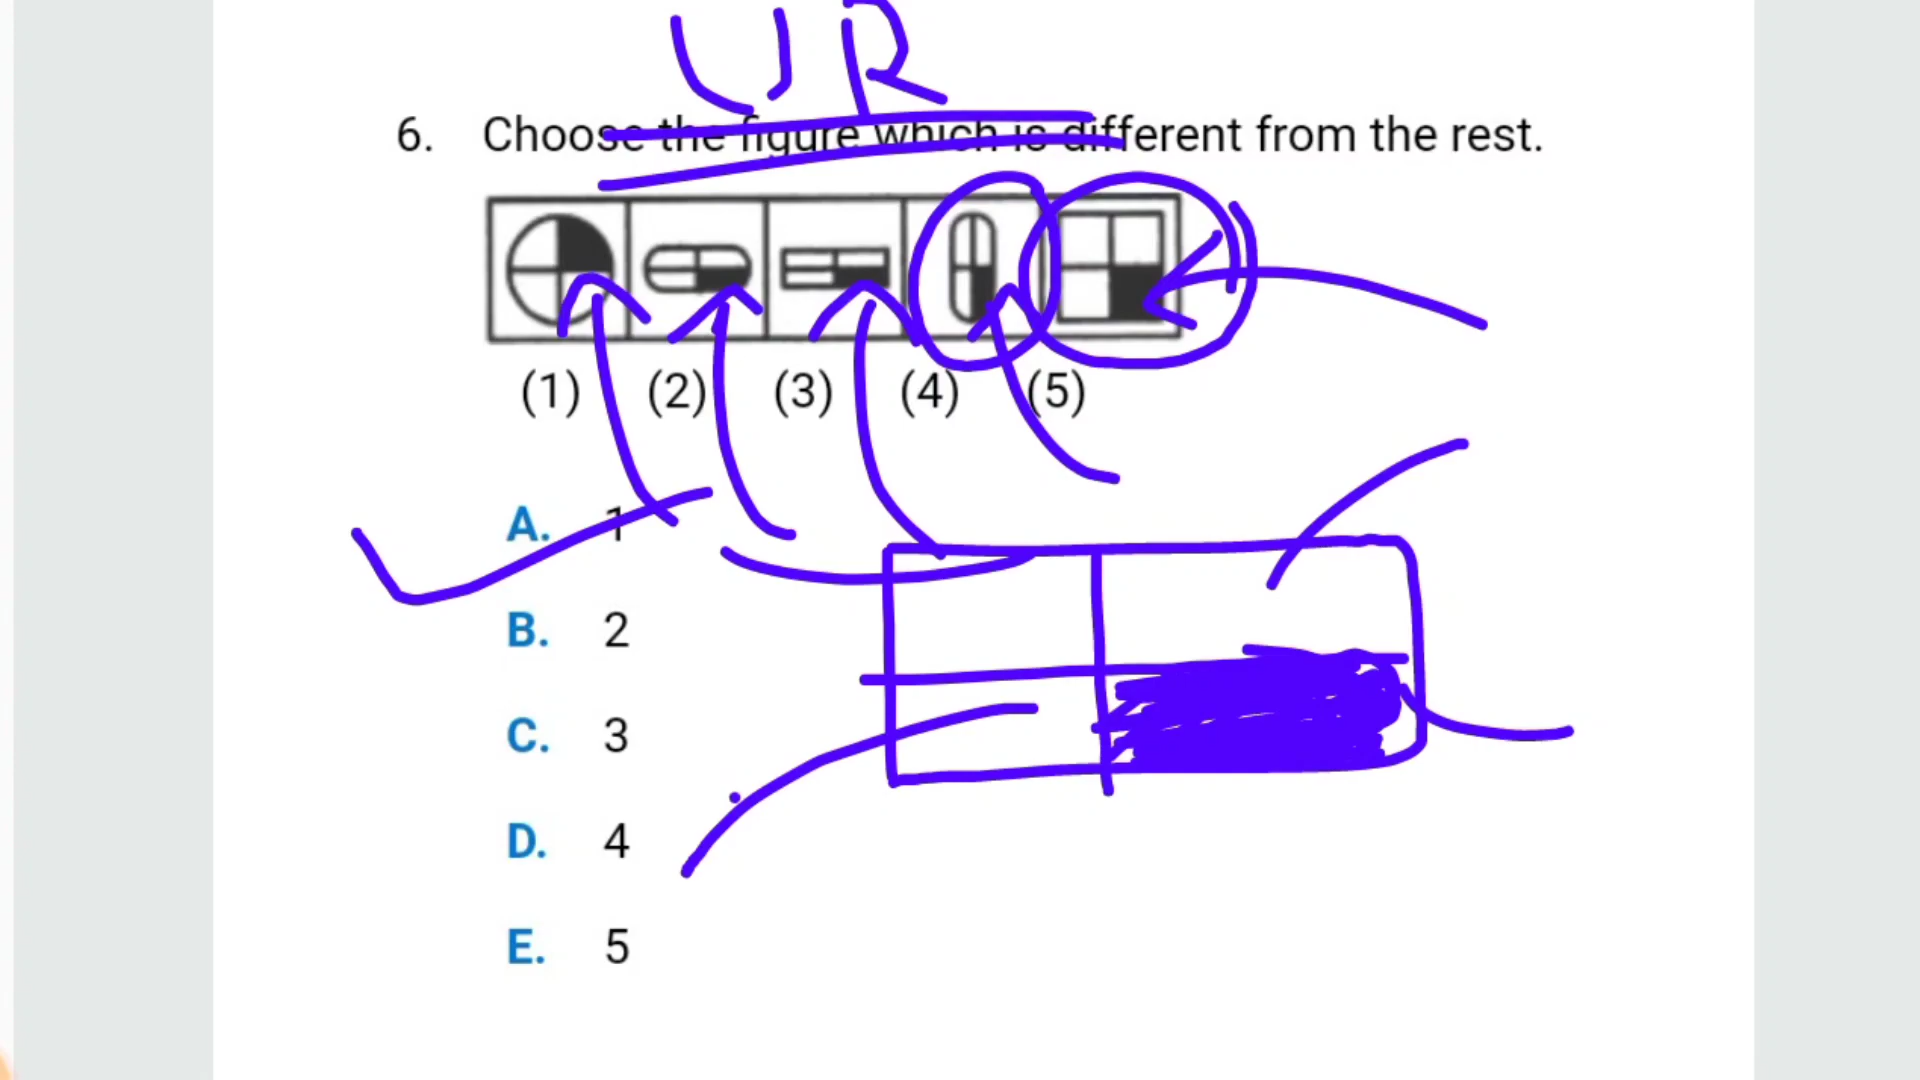 UR
6. Choose the figure which is different from the rest.
(1) (2) (3) (4) (5)
A. 1
B. 2
C. 3
D. 4
E. 5